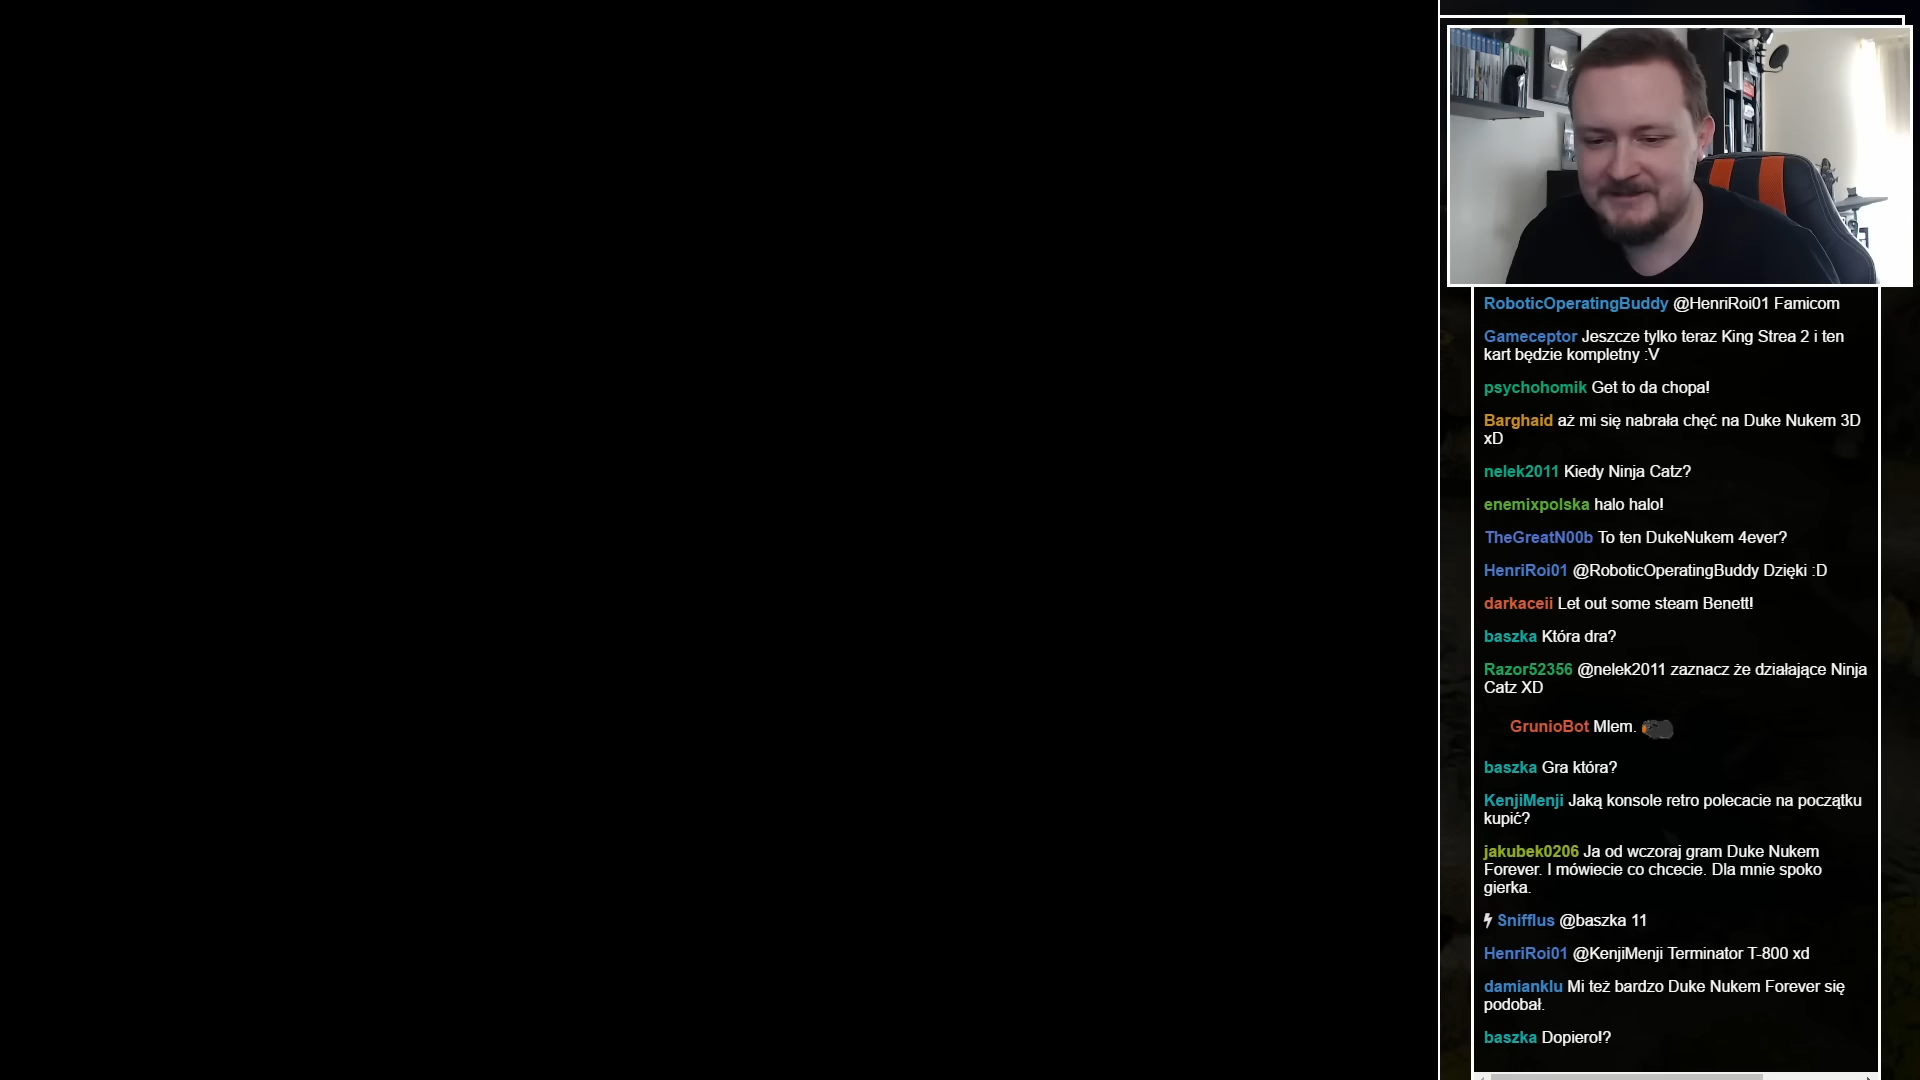 RoboticOperatingBuddy @HenriRoi01 Famicom
Gameceptor Jeszcze tylko teraz King Strea 2 i ten
kart będzie kompletny :V
psychohomik Get to da chopa!
Barghaid aż mi się nabrała chęć na Duke Nukem 3D
xD
nelek2011 Kiedy Ninja Catz?
enemixpolska halo halo!
TheGreatN00b To ten DukeNukem 4ever?
HenriRoi01 @RoboticOperatingBuddy Dzięki :D
darkaceii Let out some steam Benett!
baszka Która dra?
Razor52356 @nelek2011 zaznacz że działające Ninja
Catz XD
GrunioBot Mlem.
baszka Gra która?
KenjiMenji Jaką konsole retro polecacie na początku
kupić?
jakubek0206 Ja od wczoraj gram Duke Nukem
Forever. I mówiecie co chcecie. Dla mnie spoko
gierka.
Snifflus @baszka 11
HenriRoi01 @KenjiMenji Terminator T-800 xd
damianklu Mi też bardzo Duke Nukem Forever się
podobał.
baszka Dopiero!?